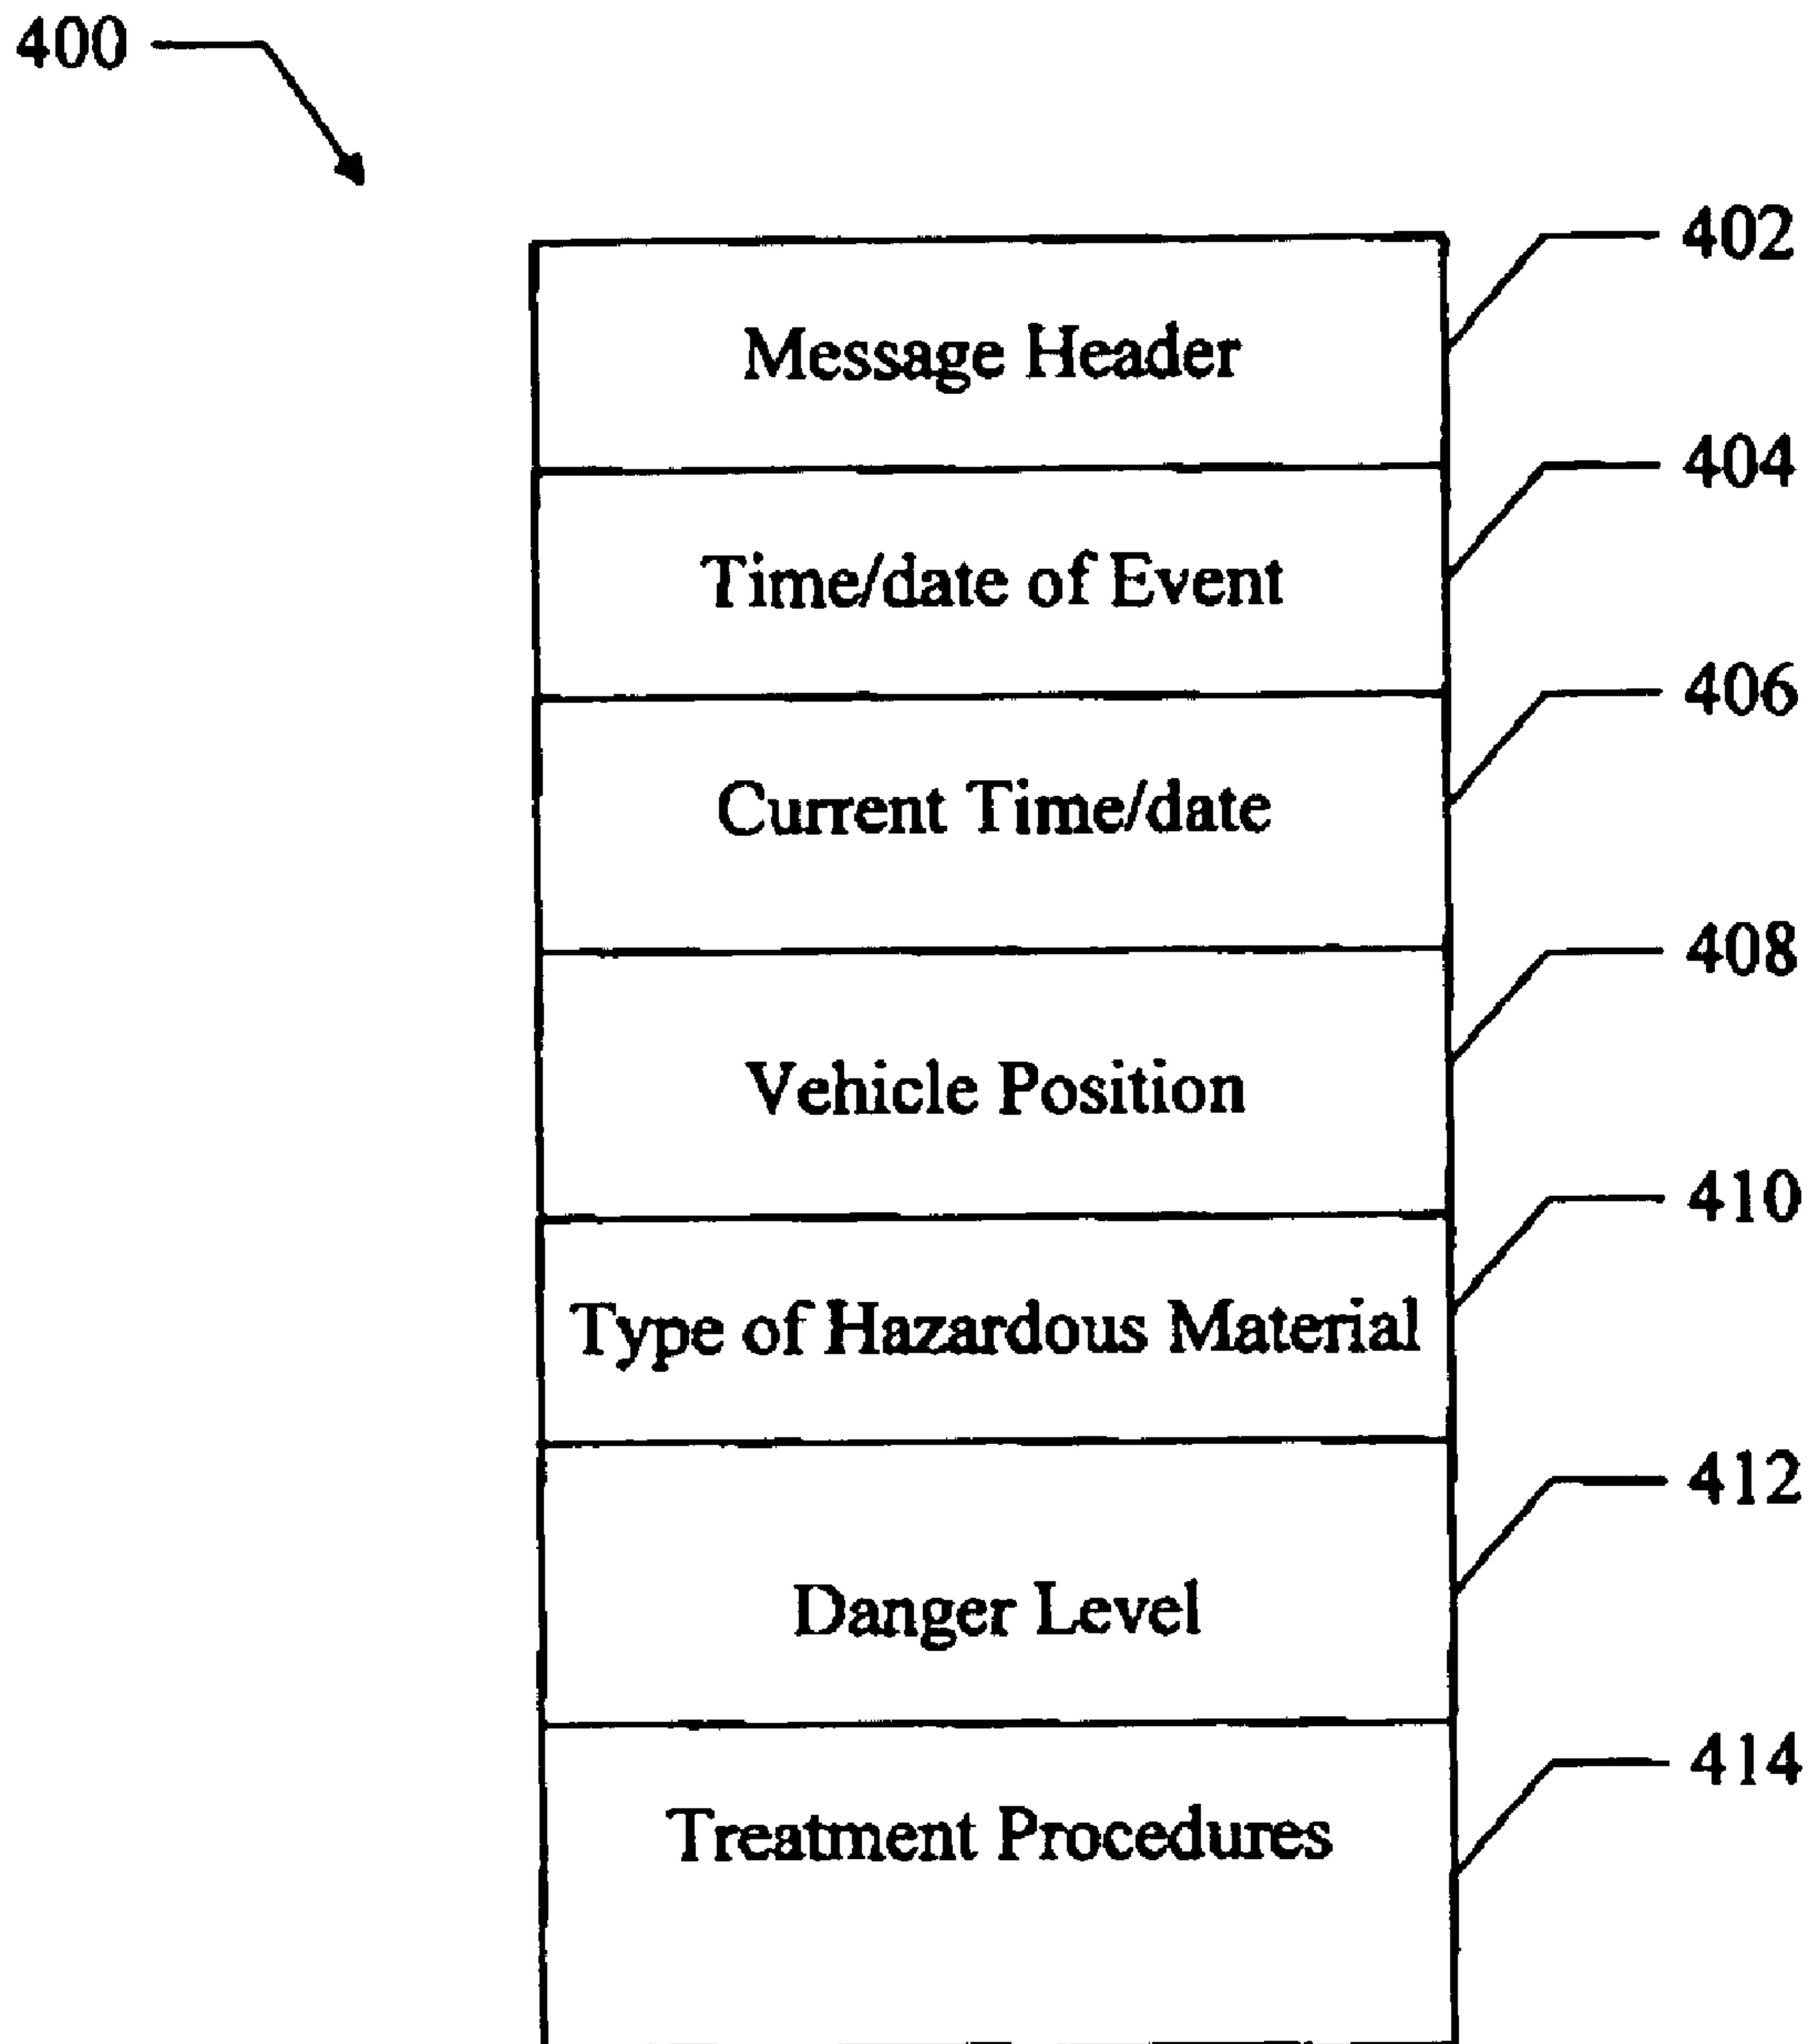 400
402
Message Header
404
Time/date of Event
406
Current Time/date
408
Vehicle Position
410
Type of Hazardous Material
412
Danger Level
414
Treatment Procedures